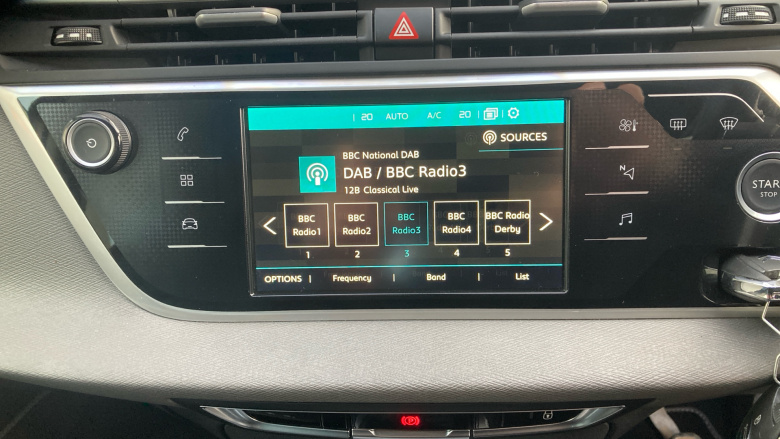 20 AUTO A/C 20
SOURCES
BBC National DAB
DAB / BBC Radio3
12B Classical Live
BBC Radio1
BBC Radio2
BBC Radio3
BBC Radio4
BBC Radio Derby
1 2 3 4 5
OPTIONS Frequency Band List
N
START
STOP
(P)